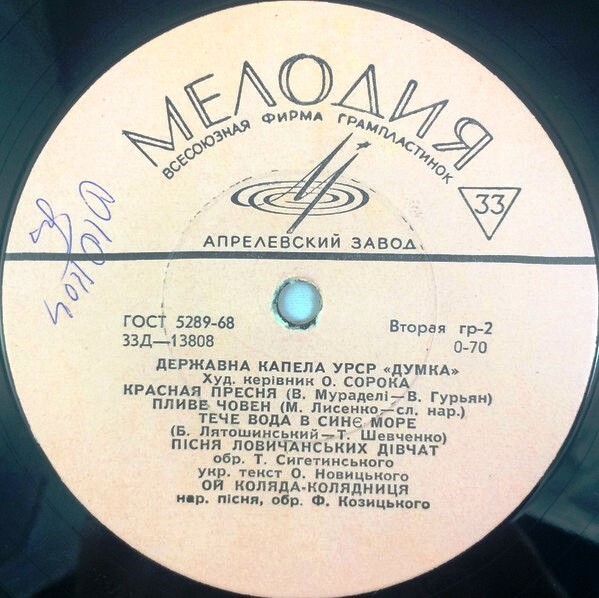 МЕЛОДИЯ
ВСЕСОЮЗНАЯ ФИРМА ГРАМПЛАСТИНОК
33
АПРЕЛЕВСКИЙ ЗАВОД
ГОСТ 5289-68
Вторая гр-2
33Д—13808
0-70
ДЕРЖАВНА КАПЕЛА УРСР «ДУМКА»
Худ. керівник О. СОРОКА
КРАСНАЯ ПРЕСНЯ (В. Мураделі—В. Гурьян)
ПЛИВЕ ЧОВЕН (М. Лисенко—сл. нар.)
ТЕЧЕ ВОДА В СИНЄ МОРЕ
(Б. Лятошинський—Т. Шевченко)
ПІСНЯ ЛОВИЧАНСЬКИХ ДІВЧАТ
обр. Т. Сигетинського
укр. текст О. Новицького
ОЙ КОЛЯДА-КОЛЯДНИЦЯ
нар. пісня, обр. Ф. Козицького